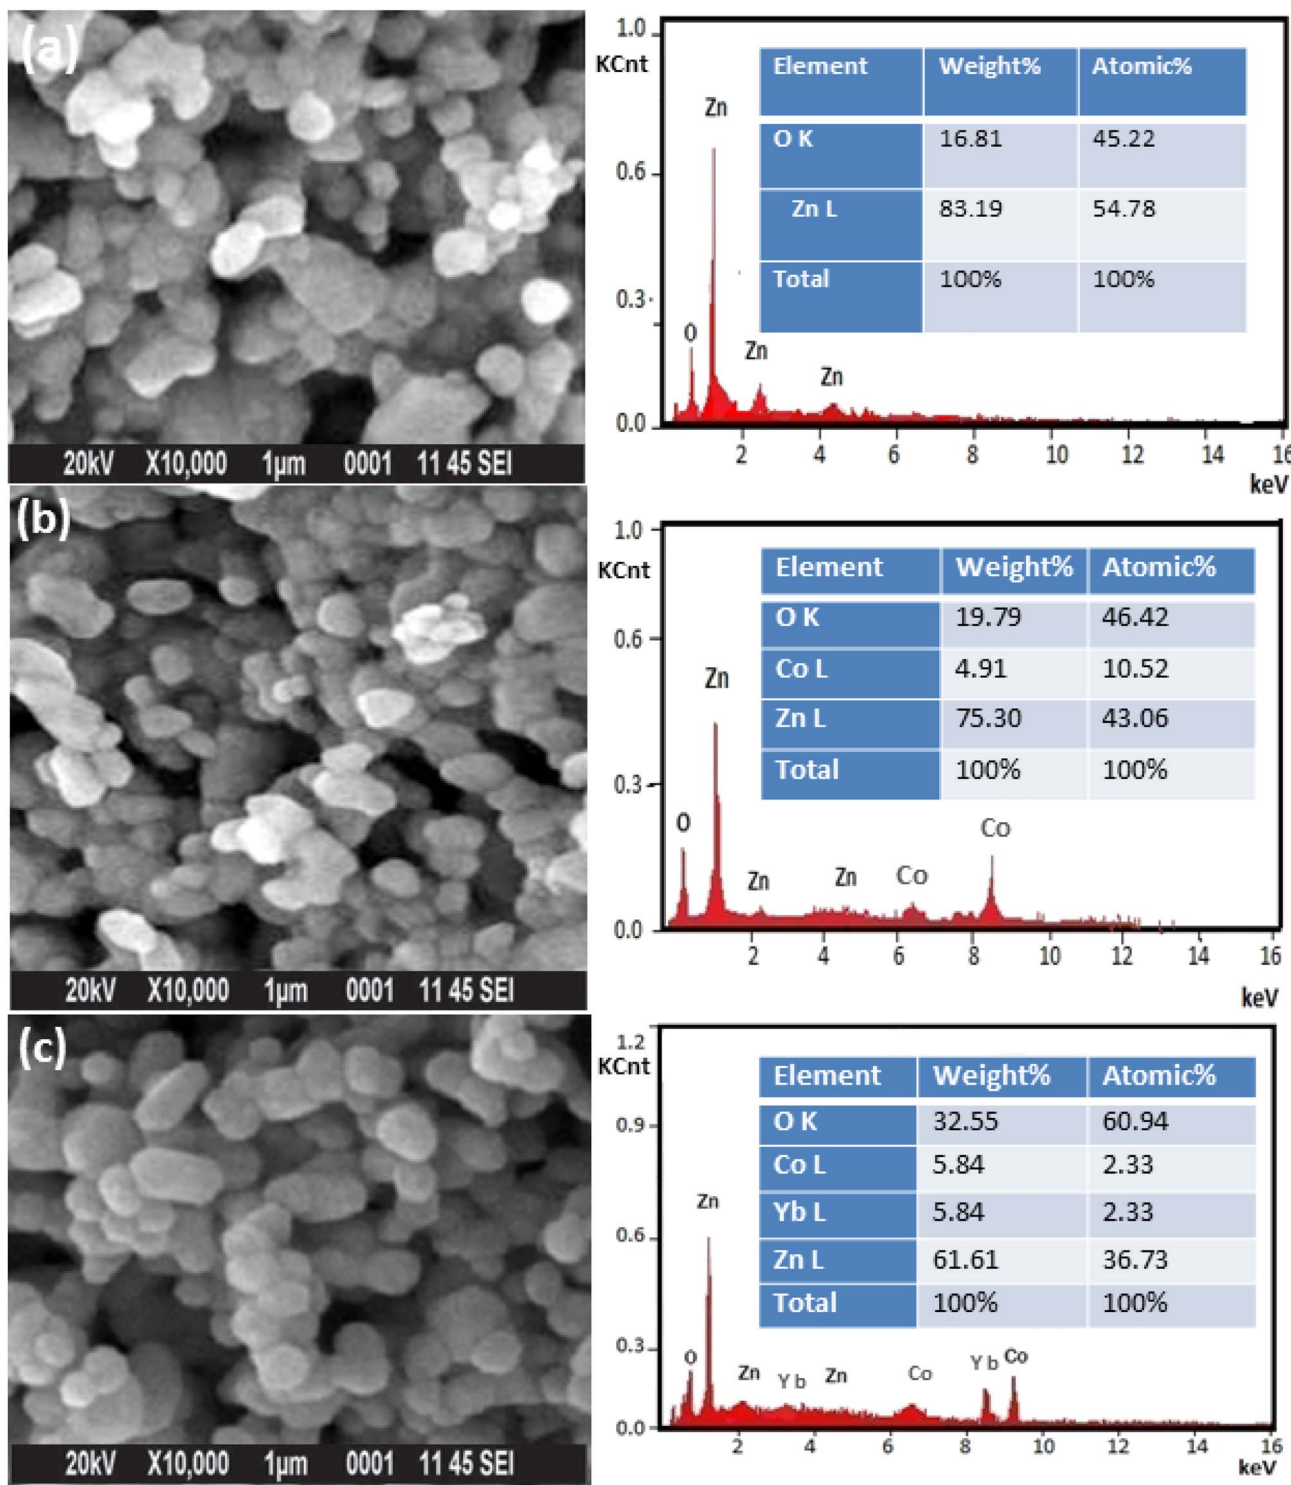 (a)
20kV X10,000 1μm 0001 11 45 SEI
1.0
KCnt
0.6
0.3
0.0
Zn
O
Zn
Zn
2 4 6 8 10 12 14 16
keV
Element Weight% Atomic%
O K 16.81 45.22
Zn L 83.19 54.78
Total 100% 100%
(b)
20kV X10,000 1μm 0001 11 45 SEI
1.0
KCnt
0.6
0.3
0.0
Zn
O
Zn
Zn
Co
Co
2 4 6 8 10 12 14 16
keV
Element Weight% Atomic%
O K 19.79 46.42
Co L 4.91 10.52
Zn L 75.30 43.06
Total 100% 100%
(c)
20kV X10,000 1μm 0001 11 45 SEI
1.2
KCnt
0.9
0.6
0.3
0.0
Zn
O
Zn
Y b
Zn
Co
Y b
Co
2 4 6 8 10 12 14 16
keV
Element Weight% Atomic%
O K 32.55 60.94
Co L 5.84 2.33
Yb L 5.84 2.33
Zn L 61.61 36.73
Total 100% 100%